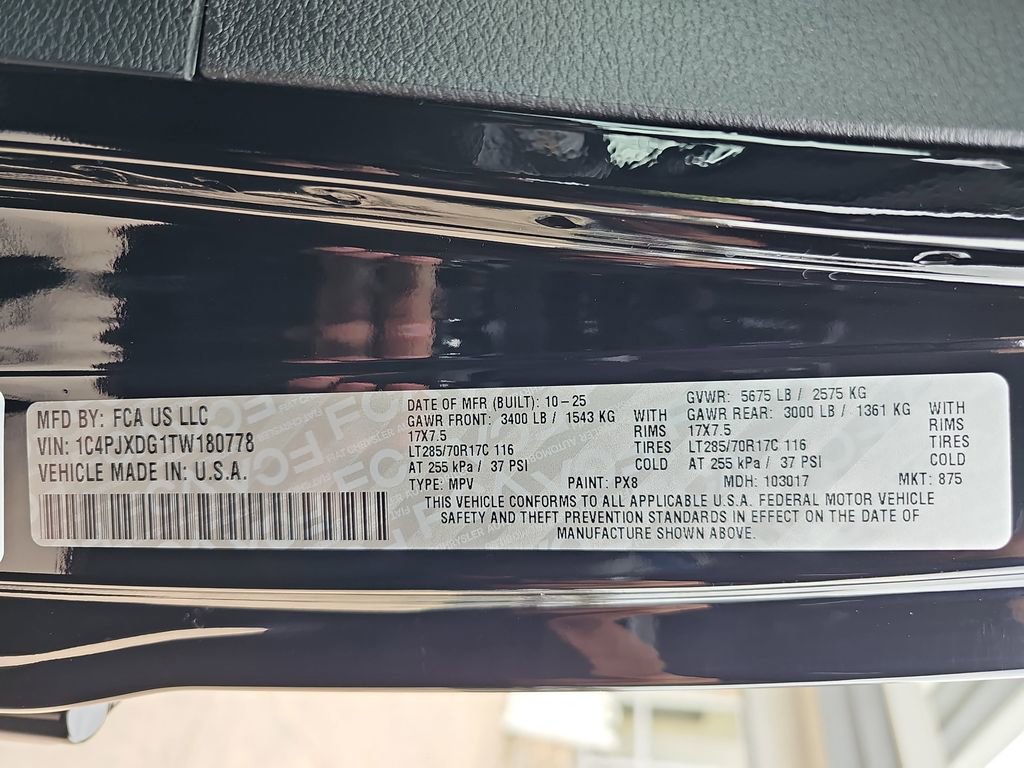 MFD BY: FCA US LLC
VIN: 1C4PJXDG1TW180778
VEHICLE MADE IN: U.S.A.
DATE OF MFR (BUILT): 10-25
GAWR FRONT: 3400 LB / 1543 KG WITH
17X7.5 RIMS
LT285/70R17C 116 TIRES
AT 255 kPa / 37 PSI COLD
GVWR: 5675 LB / 2575 KG
GAWR REAR: 3000 LB / 1361 KG WITH
17X7.5 RIMS
LT285/70R17C 116 TIRES
AT 255 kPa / 37 PSI COLD
TYPE: MPV PAINT: PX8 MDH: 103017 MKT: 875
THIS VEHICLE CONFORMS TO ALL APPLICABLE U.S.A. FEDERAL MOTOR VEHICLE
SAFETY AND THEFT PREVENTION STANDARDS IN EFFECT ON THE DATE OF
MANUFACTURE SHOWN ABOVE.